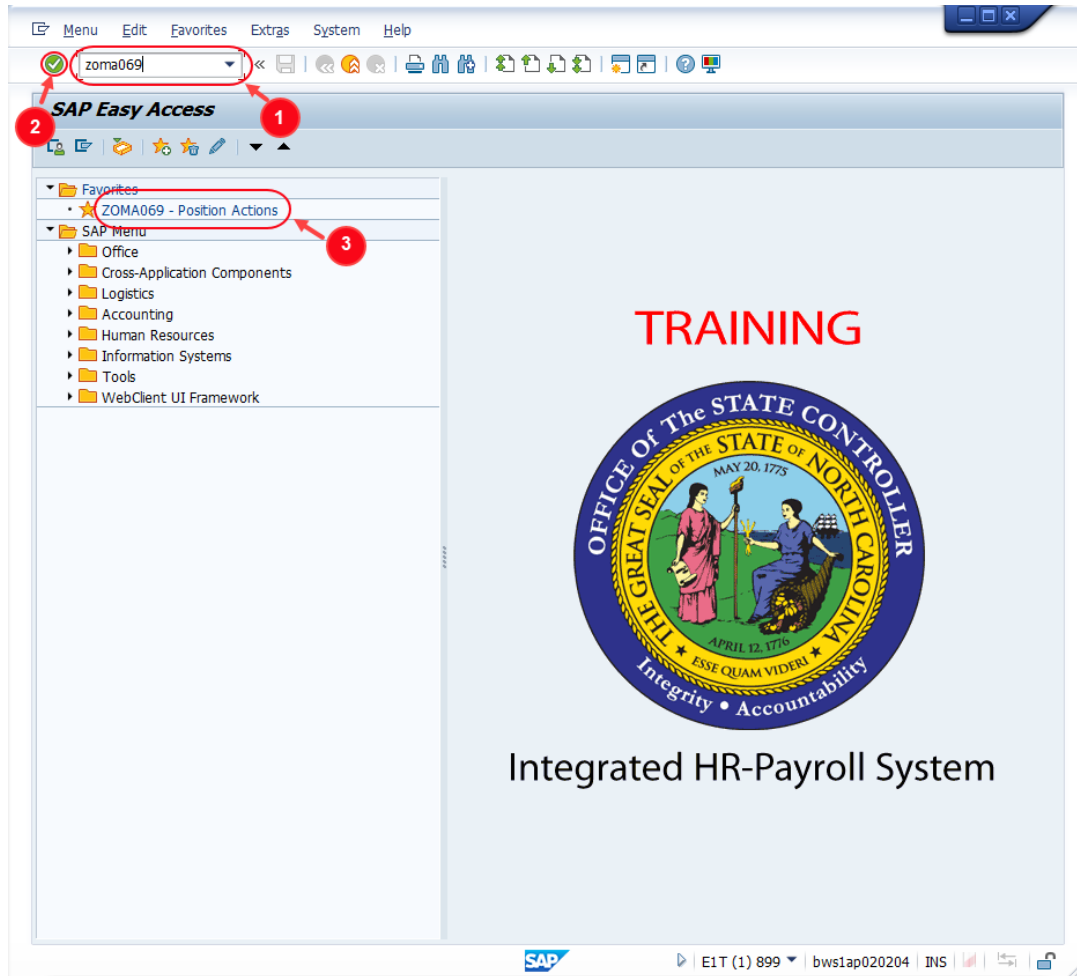 Menu Edit Favorites Extras System Help
zoma069
1
2
SAP Easy Access
Favorites
ZOMA069 - Position Actions
3
SAP Menu
Office
Cross-Application Components
Logistics
Accounting
Human Resources
Information Systems
Tools
WebClient UI Framework
TRAINING
OFFICE Of The STATE CONTROLLER
THE GREAT SEAL OF THE STATE OF NORTH CAROLINA
MAY 20, 1775
APRIL 12, 1776
ESSE QUAM VIDERI
Integrity • Accountability
Integrated HR-Payroll System
SAP E1T (1) 899 bws1ap020204 INS